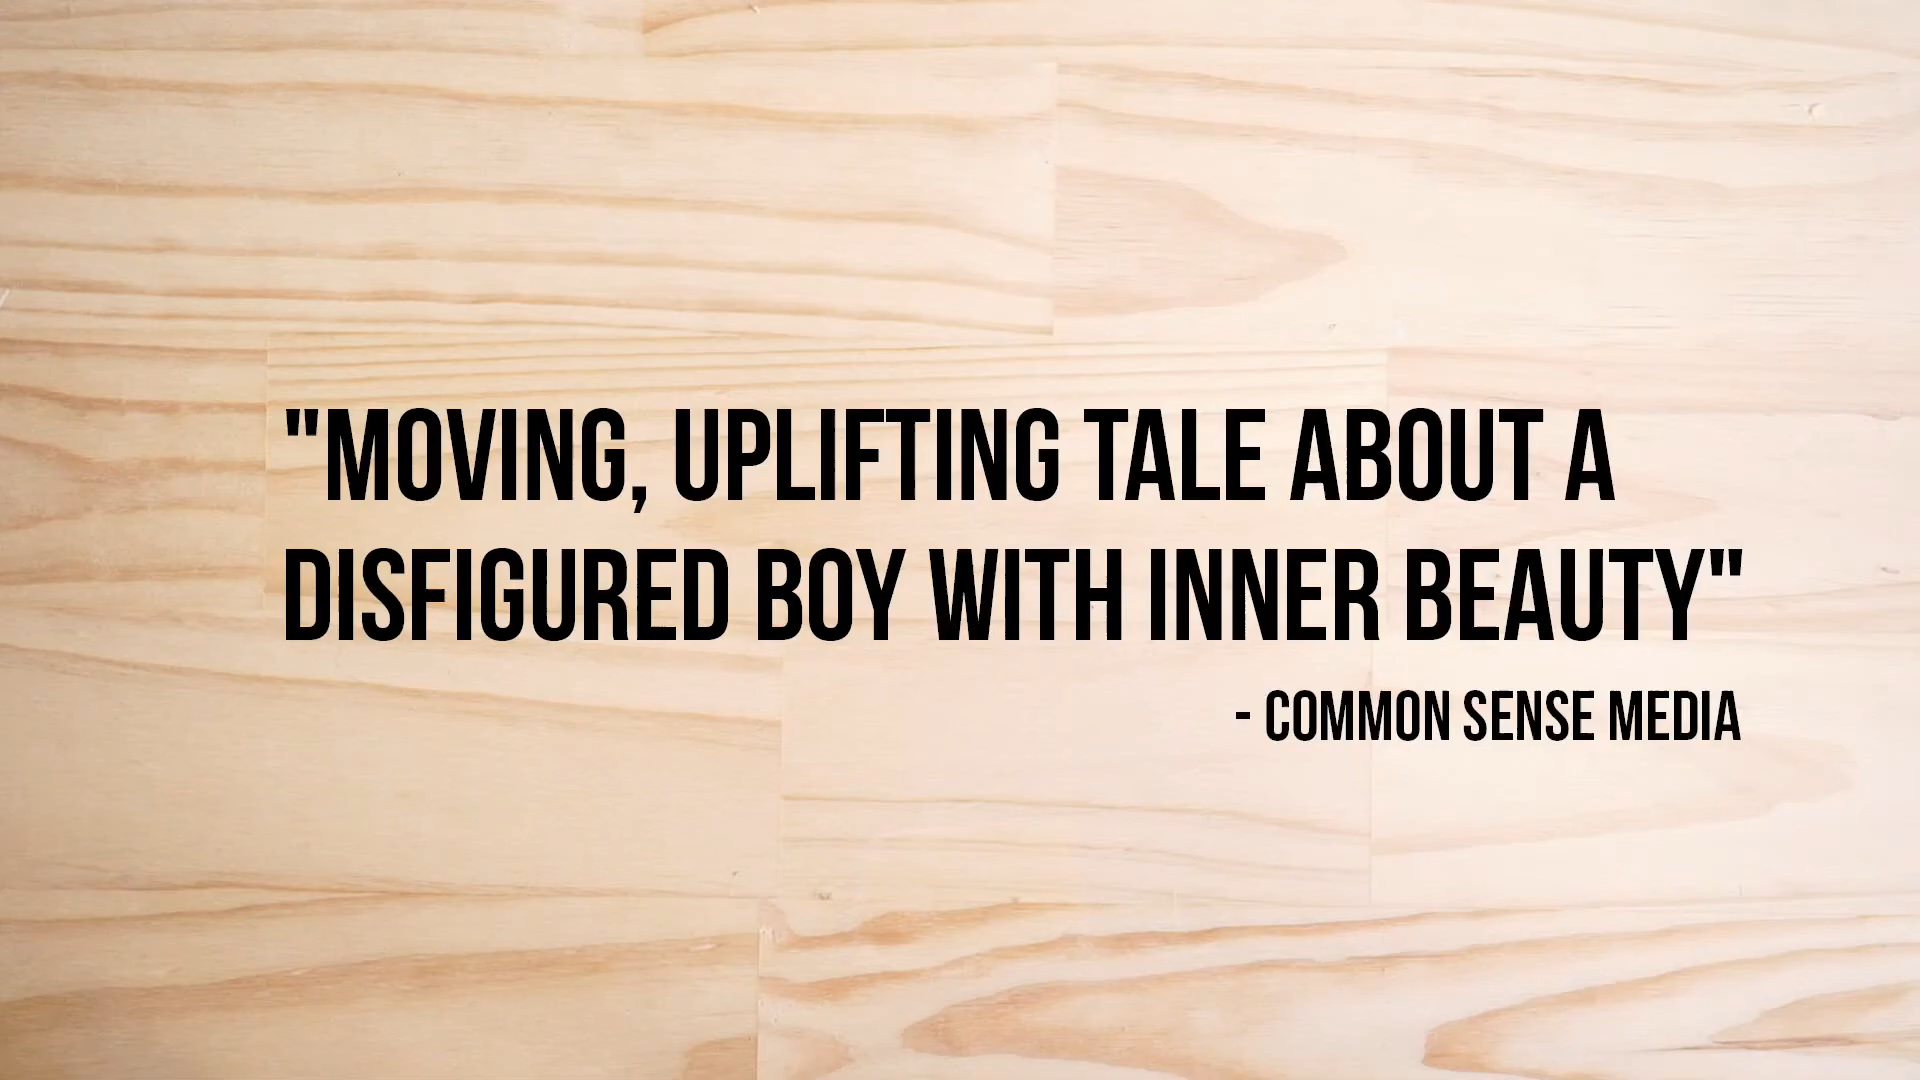 "MOVING, UPLIFTING TALE ABOUT A
DISFIGURED BOY WITH INNER BEAUTY"
- COMMON SENSE MEDIA